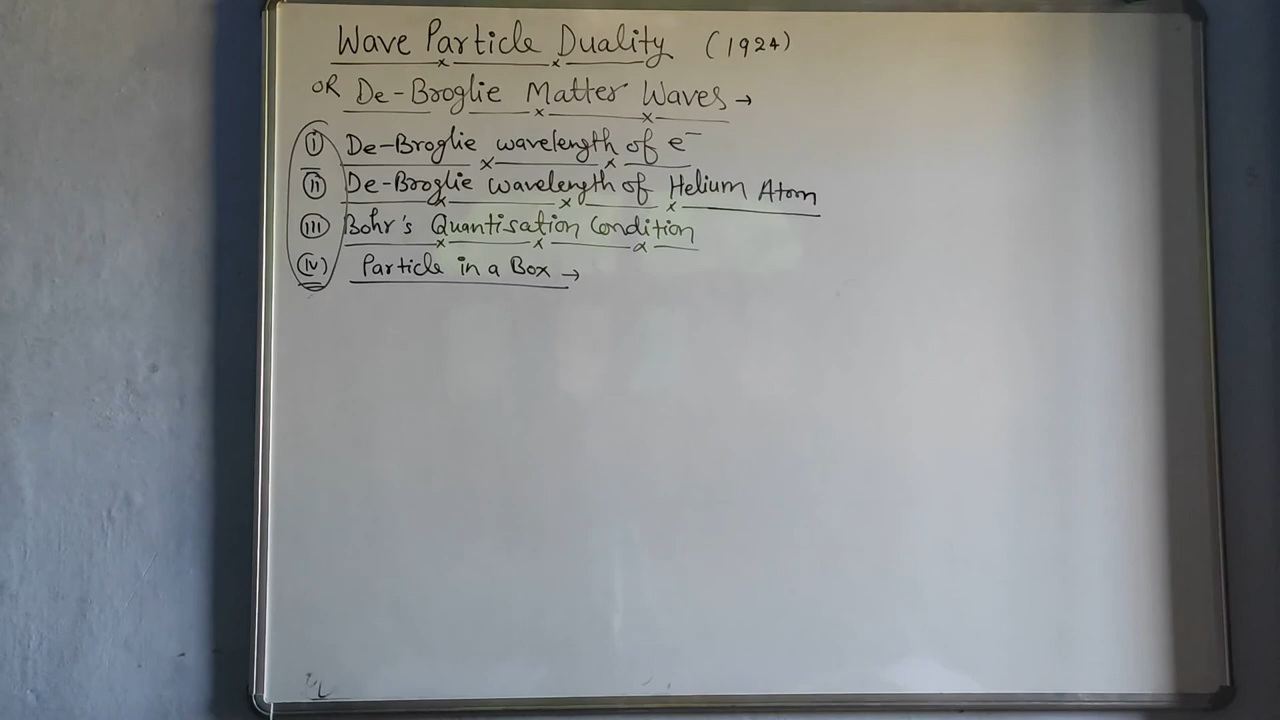 Wave Particle Duality (1924)
OR De-Broglie Matter Waves →
(i) De-Broglie wavelength of e⁻
(ii) De-Broglie wavelength of Helium Atom
(iii) Bohr's Quantisation Condition
(iv) Particle in a Box →